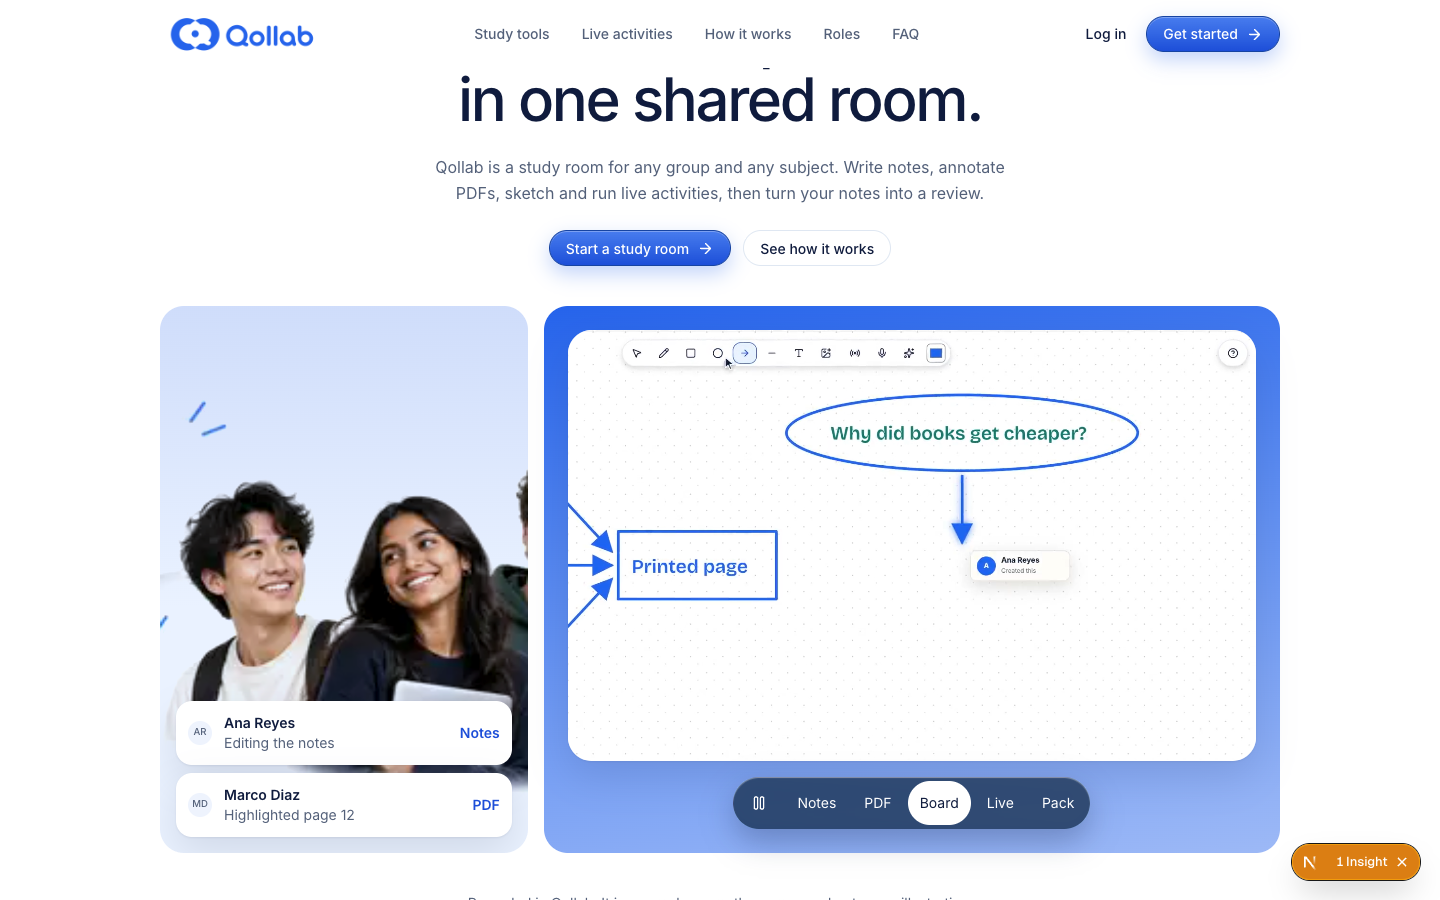 Qollab
Study tools
Live activities
How it works
Roles
FAQ
Log in
Get started
in one shared room.
Qollab is a study room for any group and any subject. Write notes, annotate
PDFs, sketch and run live activities, then turn your notes into a review.
Start a study room
See how it works
Why did books get cheaper?
Printed page
A
Ana Reyes
Created this
AR
Ana Reyes
Editing the notes
Notes
MD
Marco Diaz
Highlighted page 12
PDF
Notes
PDF
Board
Live
Pack
N
1 Insight